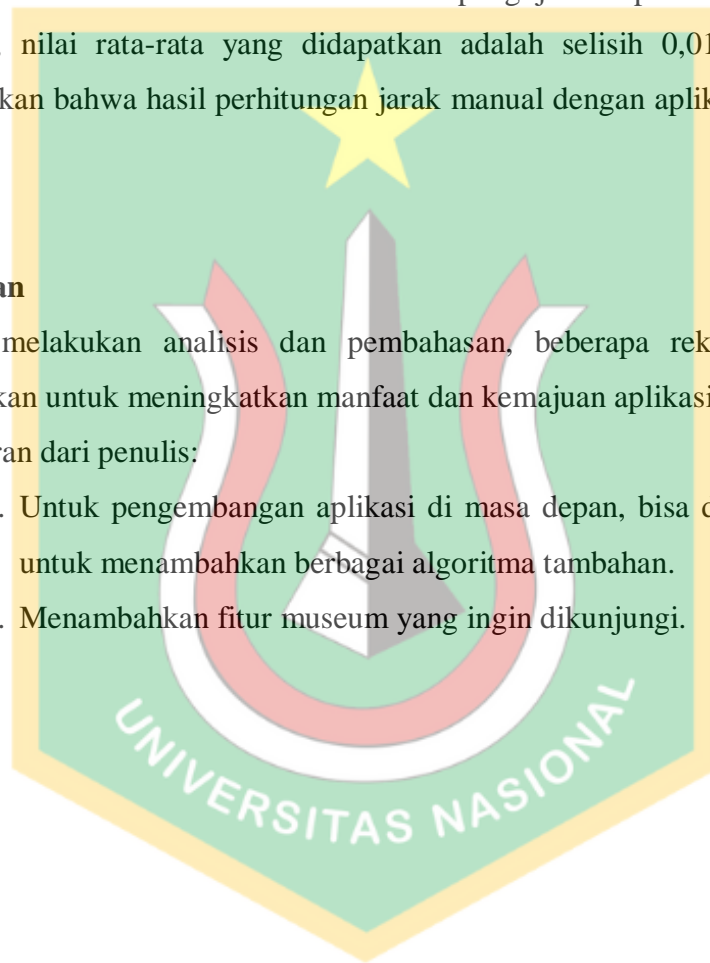 nilai rata-rata yang didapatkan adalah selisih 0,01
kan bahwa hasil perhitungan jarak manual dengan aplik
an
melakukan analisis dan pembahasan, beberapa rek
kan untuk meningkatkan manfaat dan kemajuan aplikasi
ran dari penulis:
. Untuk pengembangan aplikasi di masa depan, bisa d
untuk menambahkan berbagai algoritma tambahan.
. Menambahkan fitur museum yang ingin dikunjungi.
UNIVERSITAS NASIONAL